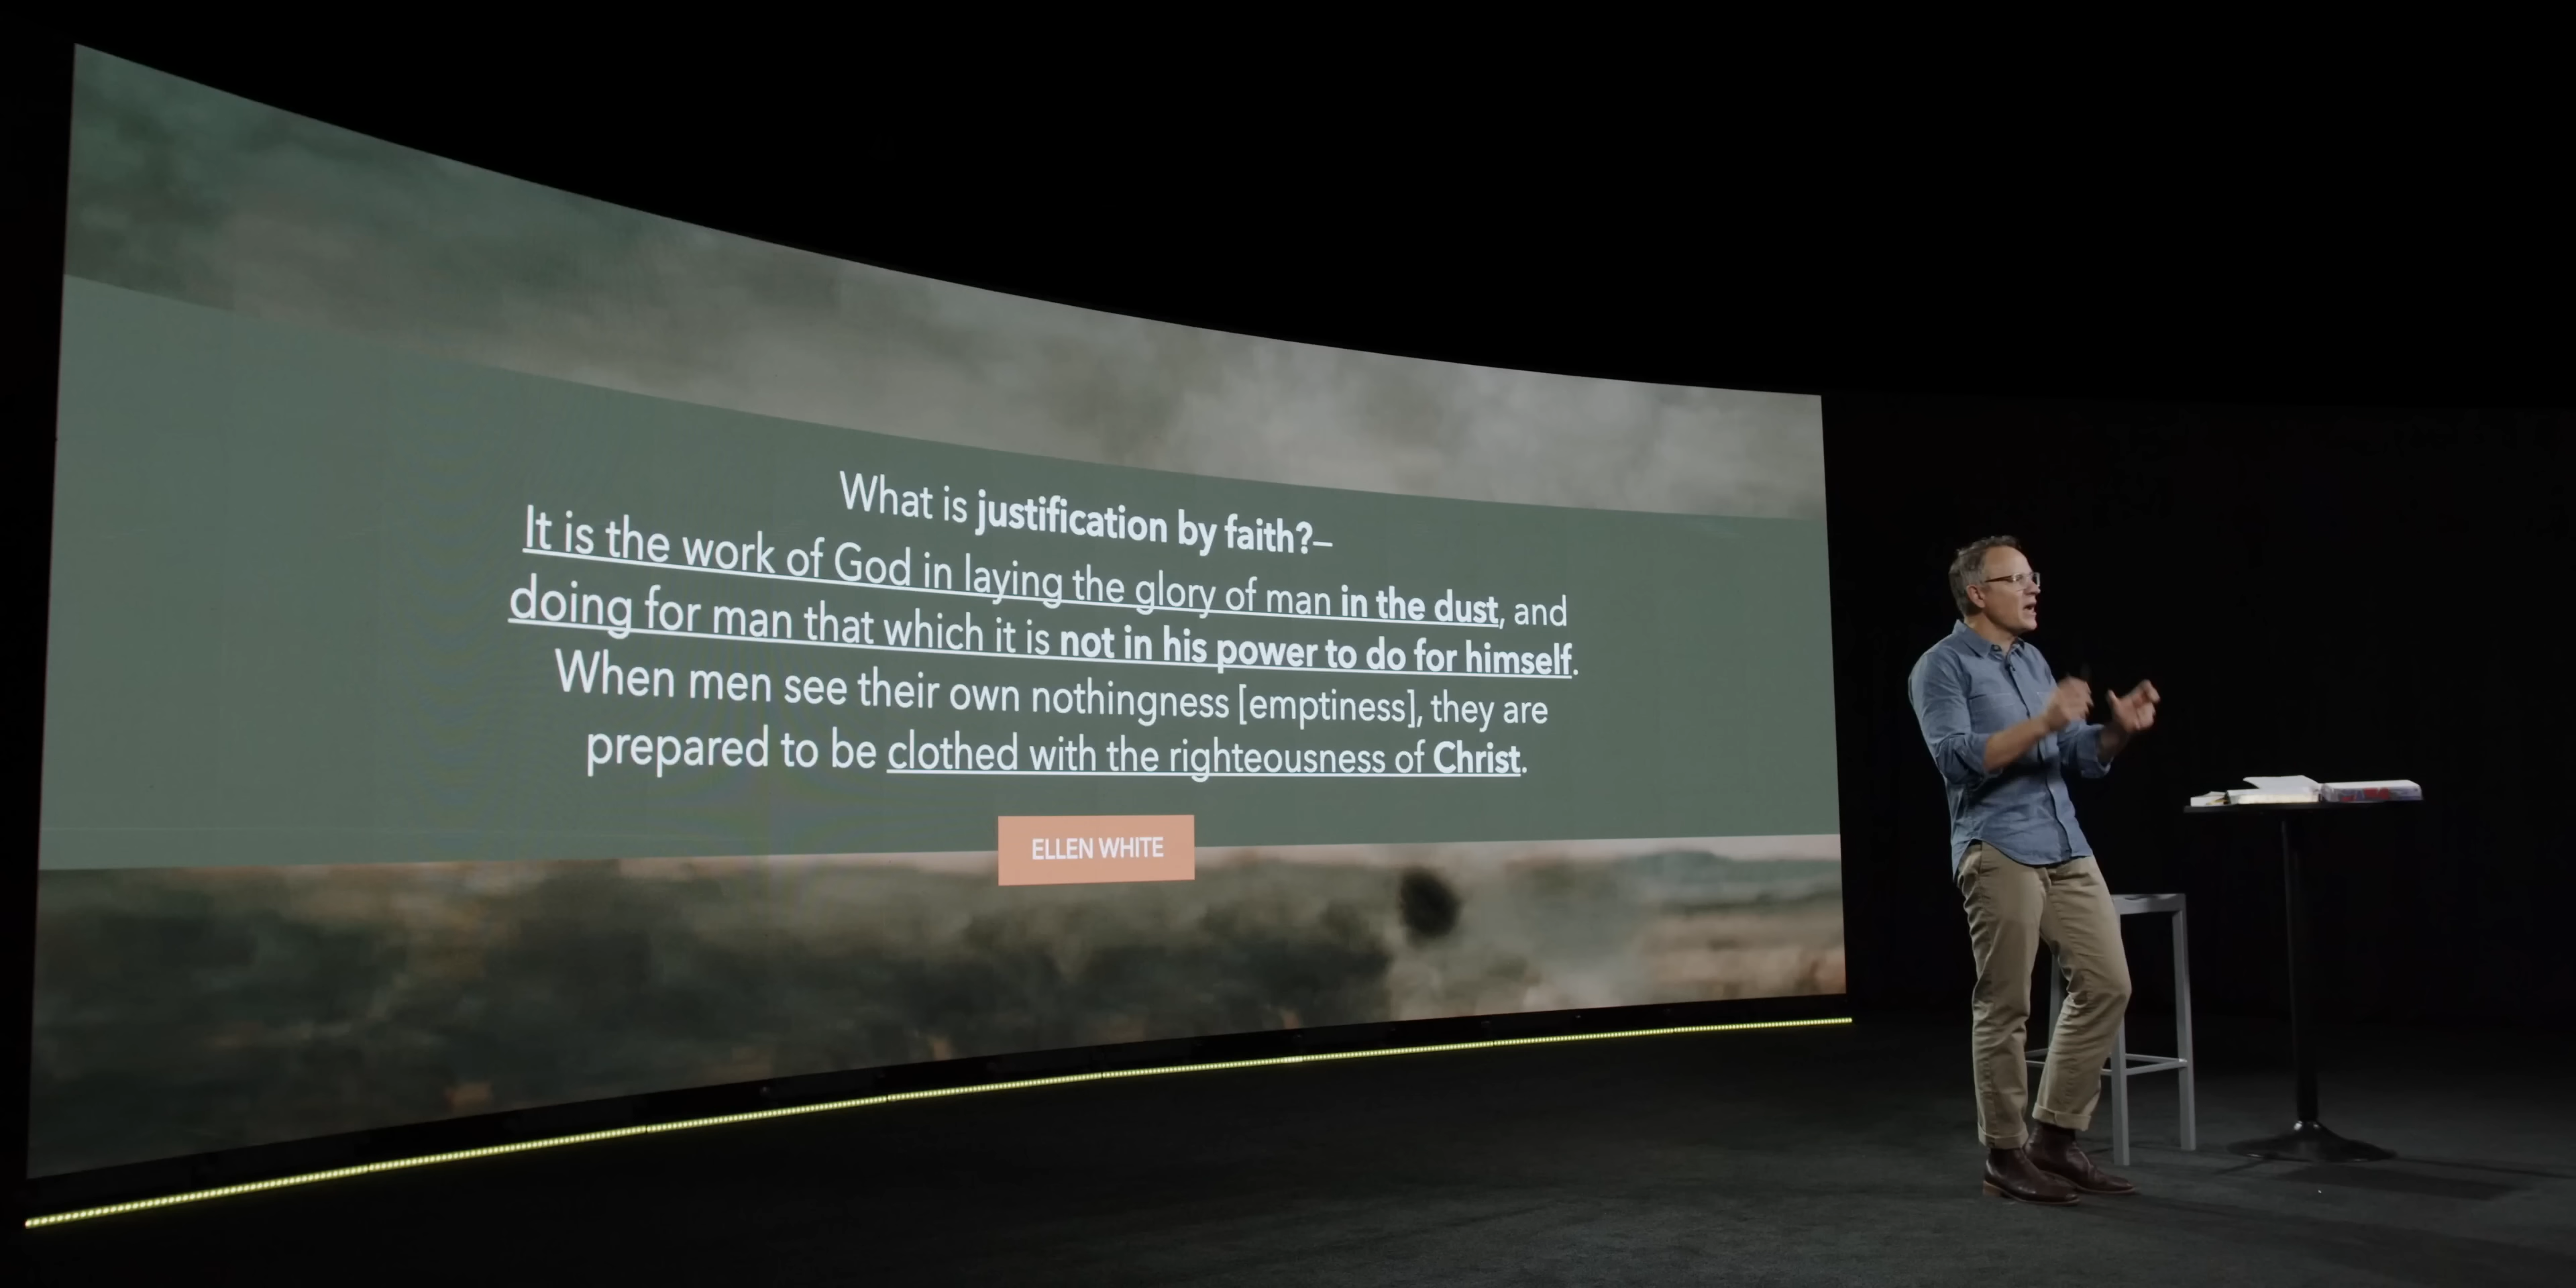 What is justification by faith?–
It is the work of God in laying the glory of man in the dust, and
doing for man that which it is not in his power to do for himself.
When men see their own nothingness [emptiness], they are
prepared to be clothed with the righteousness of Christ.
ELLEN WHITE